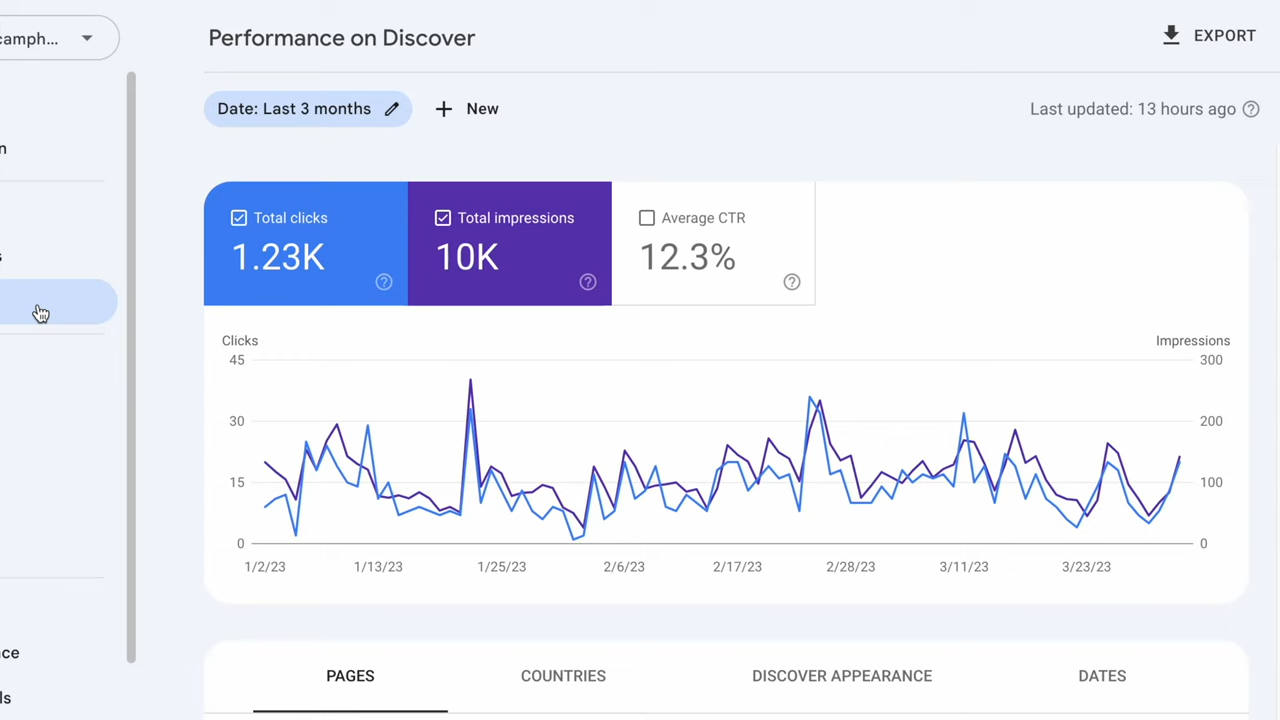 camph...
Performance on Discover
EXPORT
Date: Last 3 months
+ New
Last updated: 13 hours ago
Total clicks
1.23K
Total impressions
10K
Average CTR
12.3%
Clicks
Impressions
45
30
15
0
300
200
100
0
1/2/23
1/13/23
1/25/23
2/6/23
2/17/23
2/28/23
3/11/23
3/23/23
n
s
ce
ls
PAGES
COUNTRIES
DISCOVER APPEARANCE
DATES